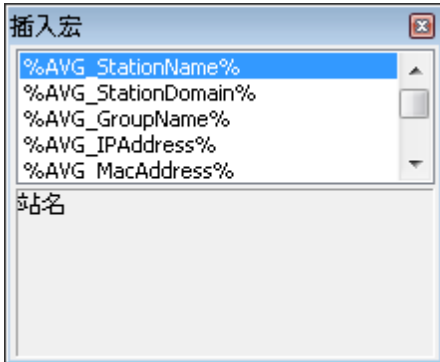 插入宏
%AVG_StationName%
%AVG_StationDomain%
%AVG_GroupName%
%AVG_IPAddress%
%AVG_MacAddress%
站名